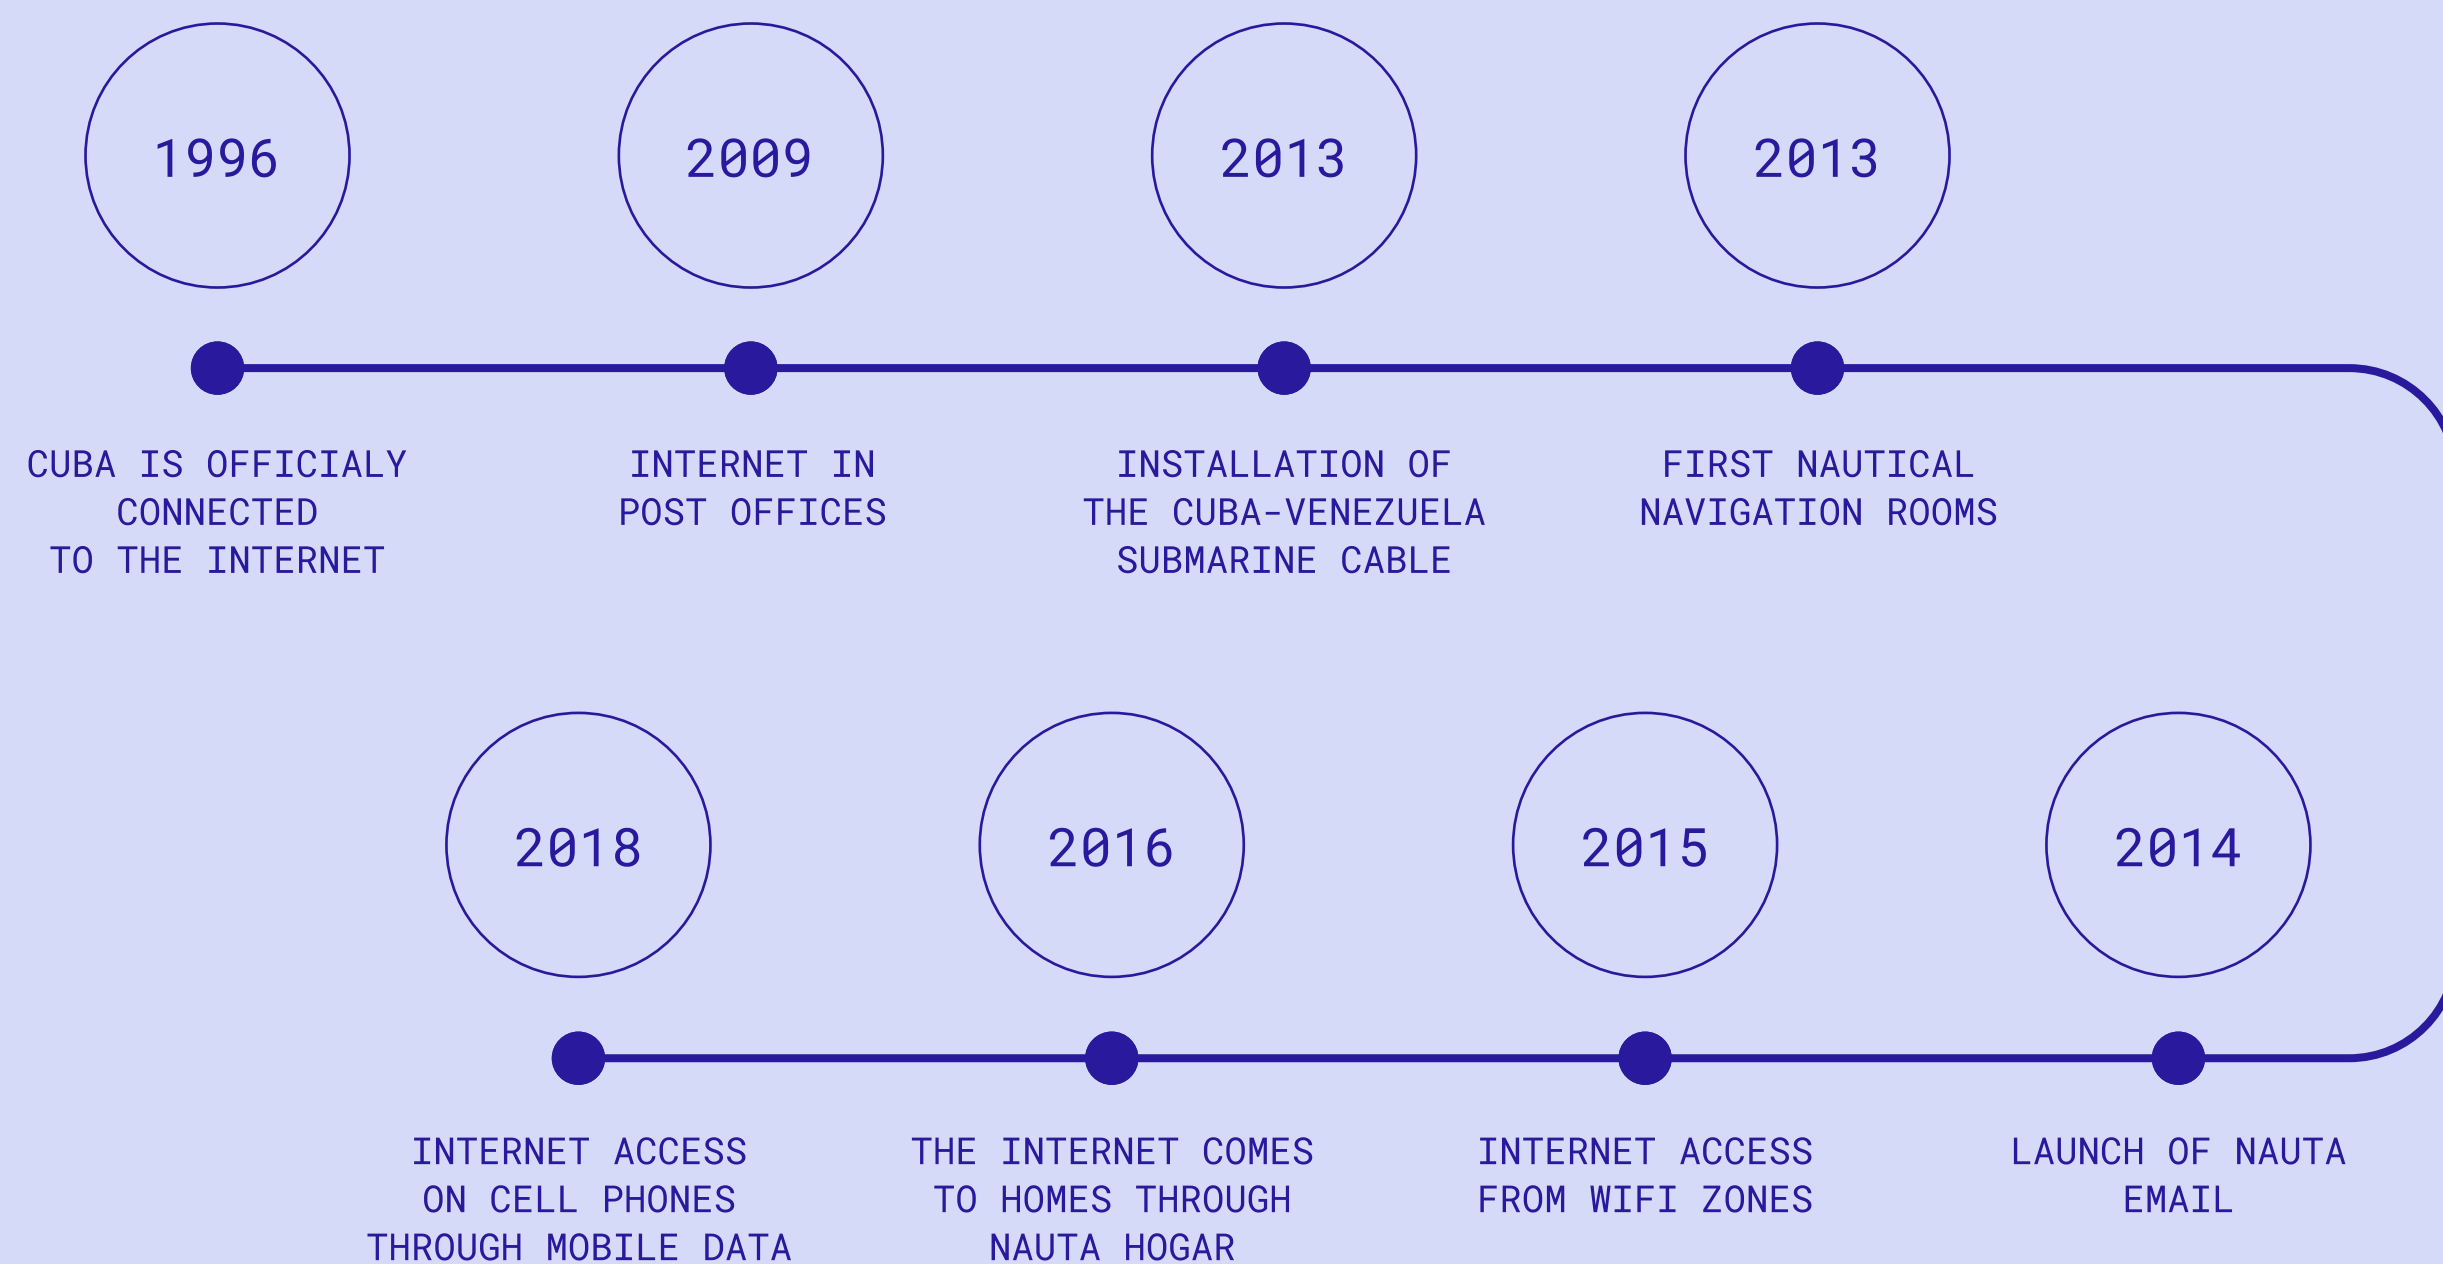 1996
CUBA IS OFFICIALY
CONNECTED
TO THE INTERNET
2009
INTERNET IN
POST OFFICES
2013
INSTALLATION OF
THE CUBA-VENEZUELA
SUBMARINE CABLE
2013
FIRST NAUTICAL
NAVIGATION ROOMS
2014
LAUNCH OF NAUTA
EMAIL
2015
INTERNET ACCESS
FROM WIFI ZONES
2016
THE INTERNET COMES
TO HOMES THROUGH
NAUTA HOGAR
2018
INTERNET ACCESS
ON CELL PHONES
THROUGH MOBILE DATA